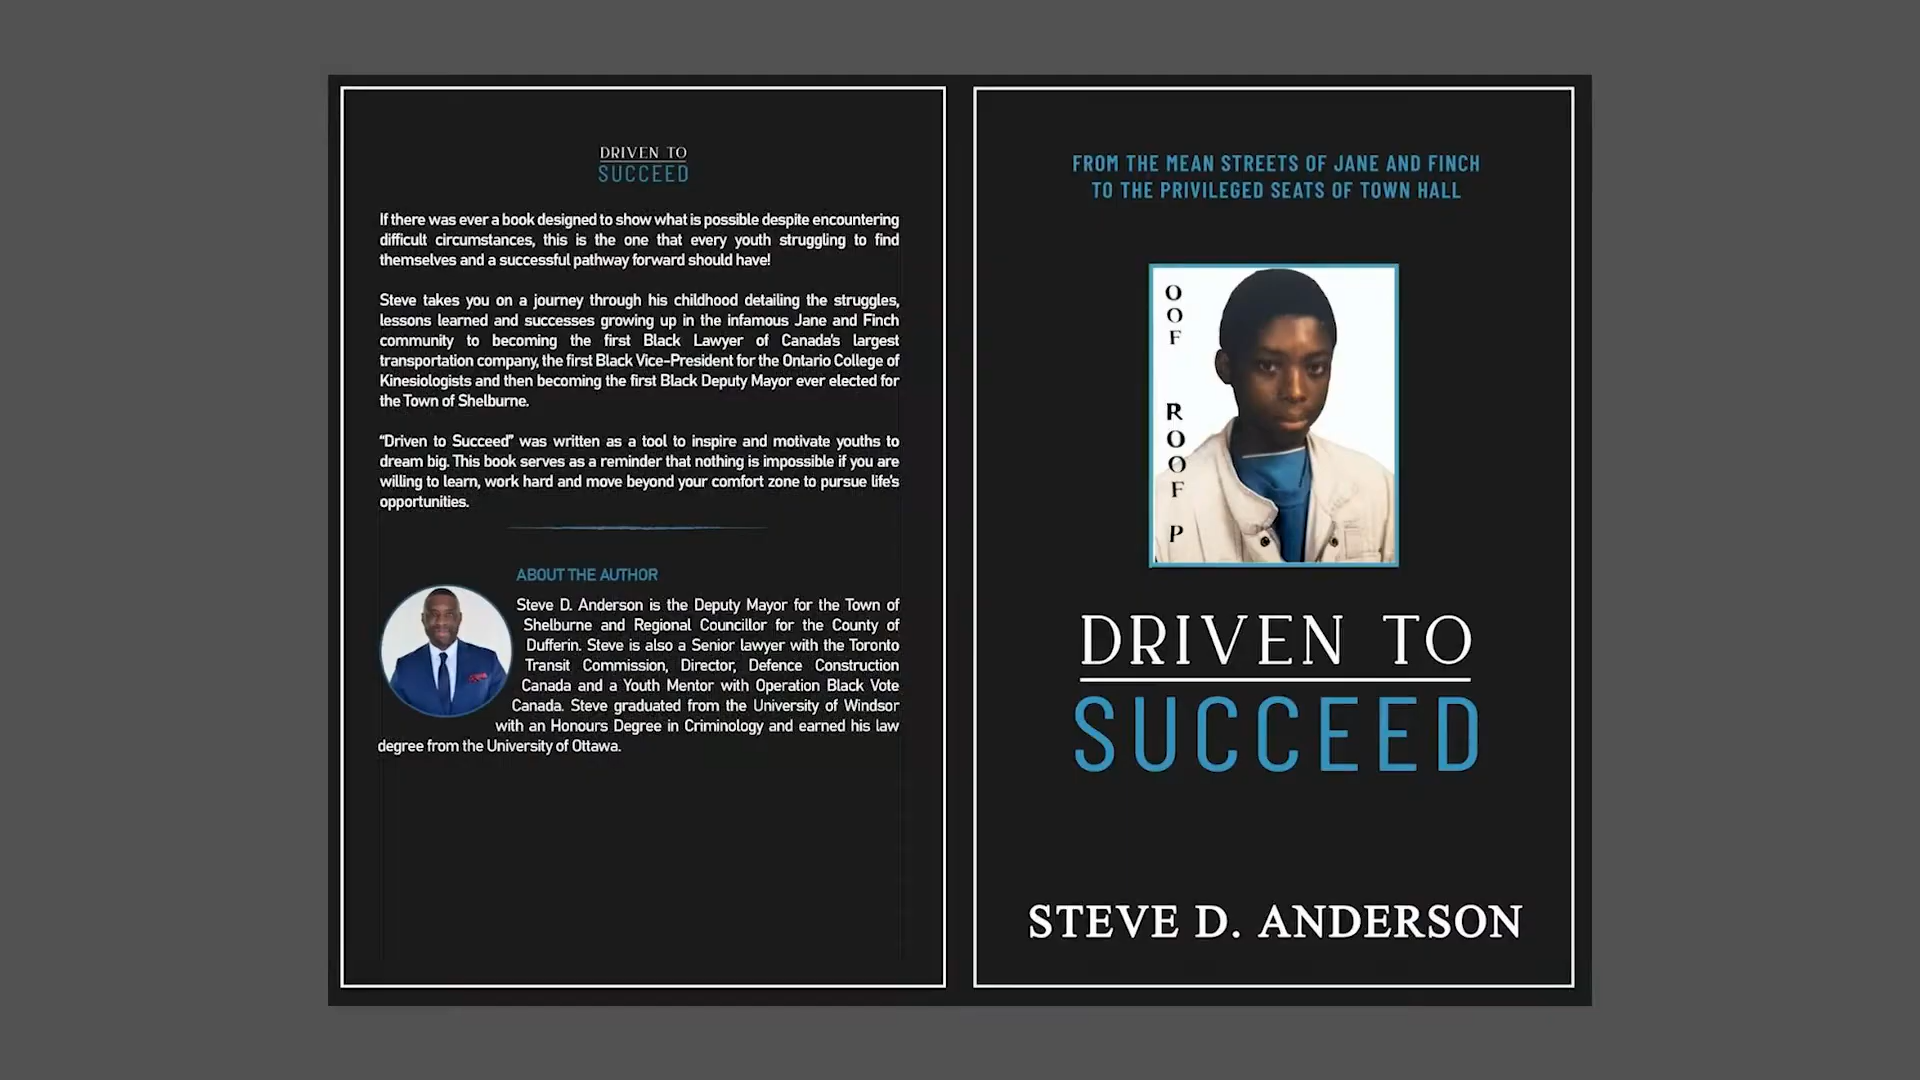 DRIVEN TO
SUCCEED
If there was ever a book designed to show what is possible despite encountering
difficult circumstances, this is the one that every youth struggling to find
themselves and a successful pathway forward should have!
Steve takes you on a journey through his childhood detailing the struggles,
lessons learned and successes growing up in the infamous Jane and Finch
community to becoming the first Black Lawyer of Canada's largest
transportation company, the first Black Vice-President for the Ontario College of
Kinesiologists and then becoming the first Black Deputy Mayor ever elected for
the Town of Shelburne.
“Driven to Succeed” was written as a tool to inspire and motivate youths to
dream big. This book serves as a reminder that nothing is impossible if you are
willing to learn, work hard and move beyond your comfort zone to pursue life's
opportunities.
ABOUT THE AUTHOR
Steve D. Anderson is the Deputy Mayor for the Town of
Shelburne and Regional Councillor for the County of
Dufferin. Steve is also a Senior lawyer with the Toronto
Transit Commission, Director, Defence Construction
Canada and a Youth Mentor with Operation Black Vote
Canada. Steve graduated from the University of Windsor
with an Honours Degree in Criminology and earned his law
degree from the University of Ottawa.
FROM THE MEAN STREETS OF JANE AND FINCH
TO THE PRIVILEGED SEATS OF TOWN HALL
OOF
ROOF
P
DRIVEN TO
SUCCEED
STEVE D. ANDERSON